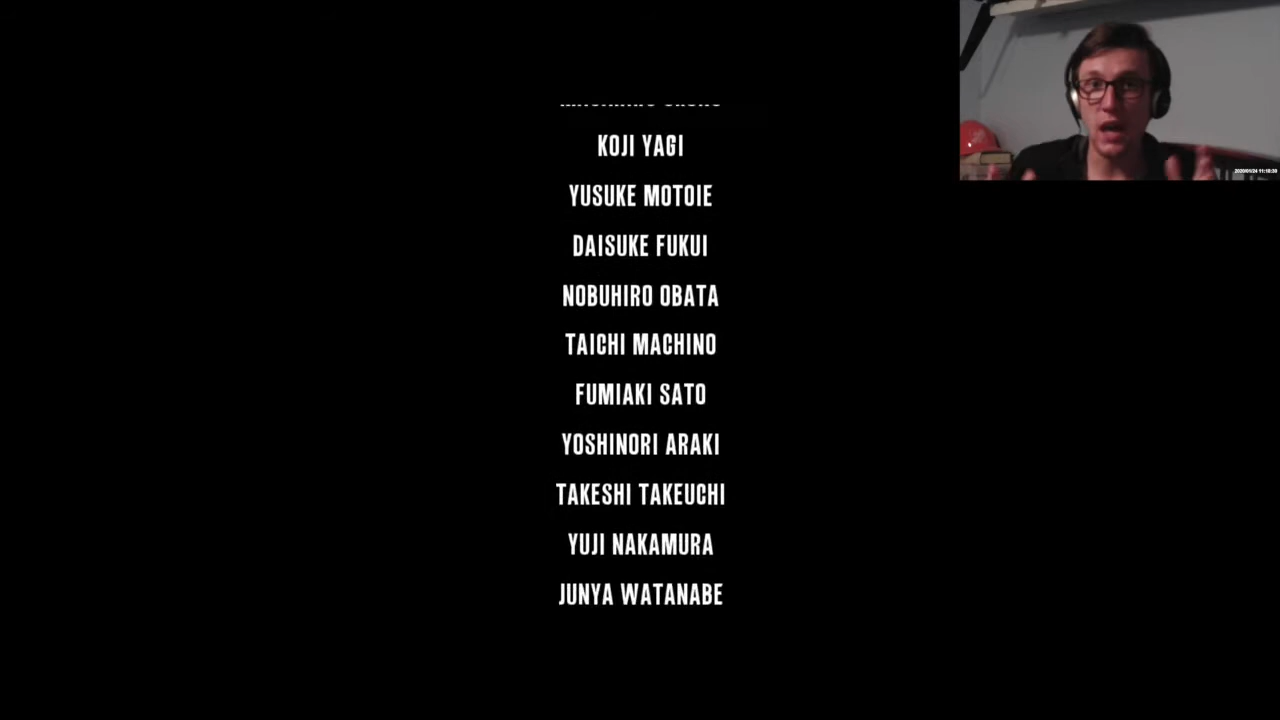 KOJI YAGI
YUSUKE MOTOIE
DAISUKE FUKUI
NOBUHIRO OBATA
TAICHI MACHINO
FUMIAKI SATO
YOSHINORI ARAKI
TAKESHI TAKEUCHI
YUJI NAKAMURA
JUNYA WATANABE